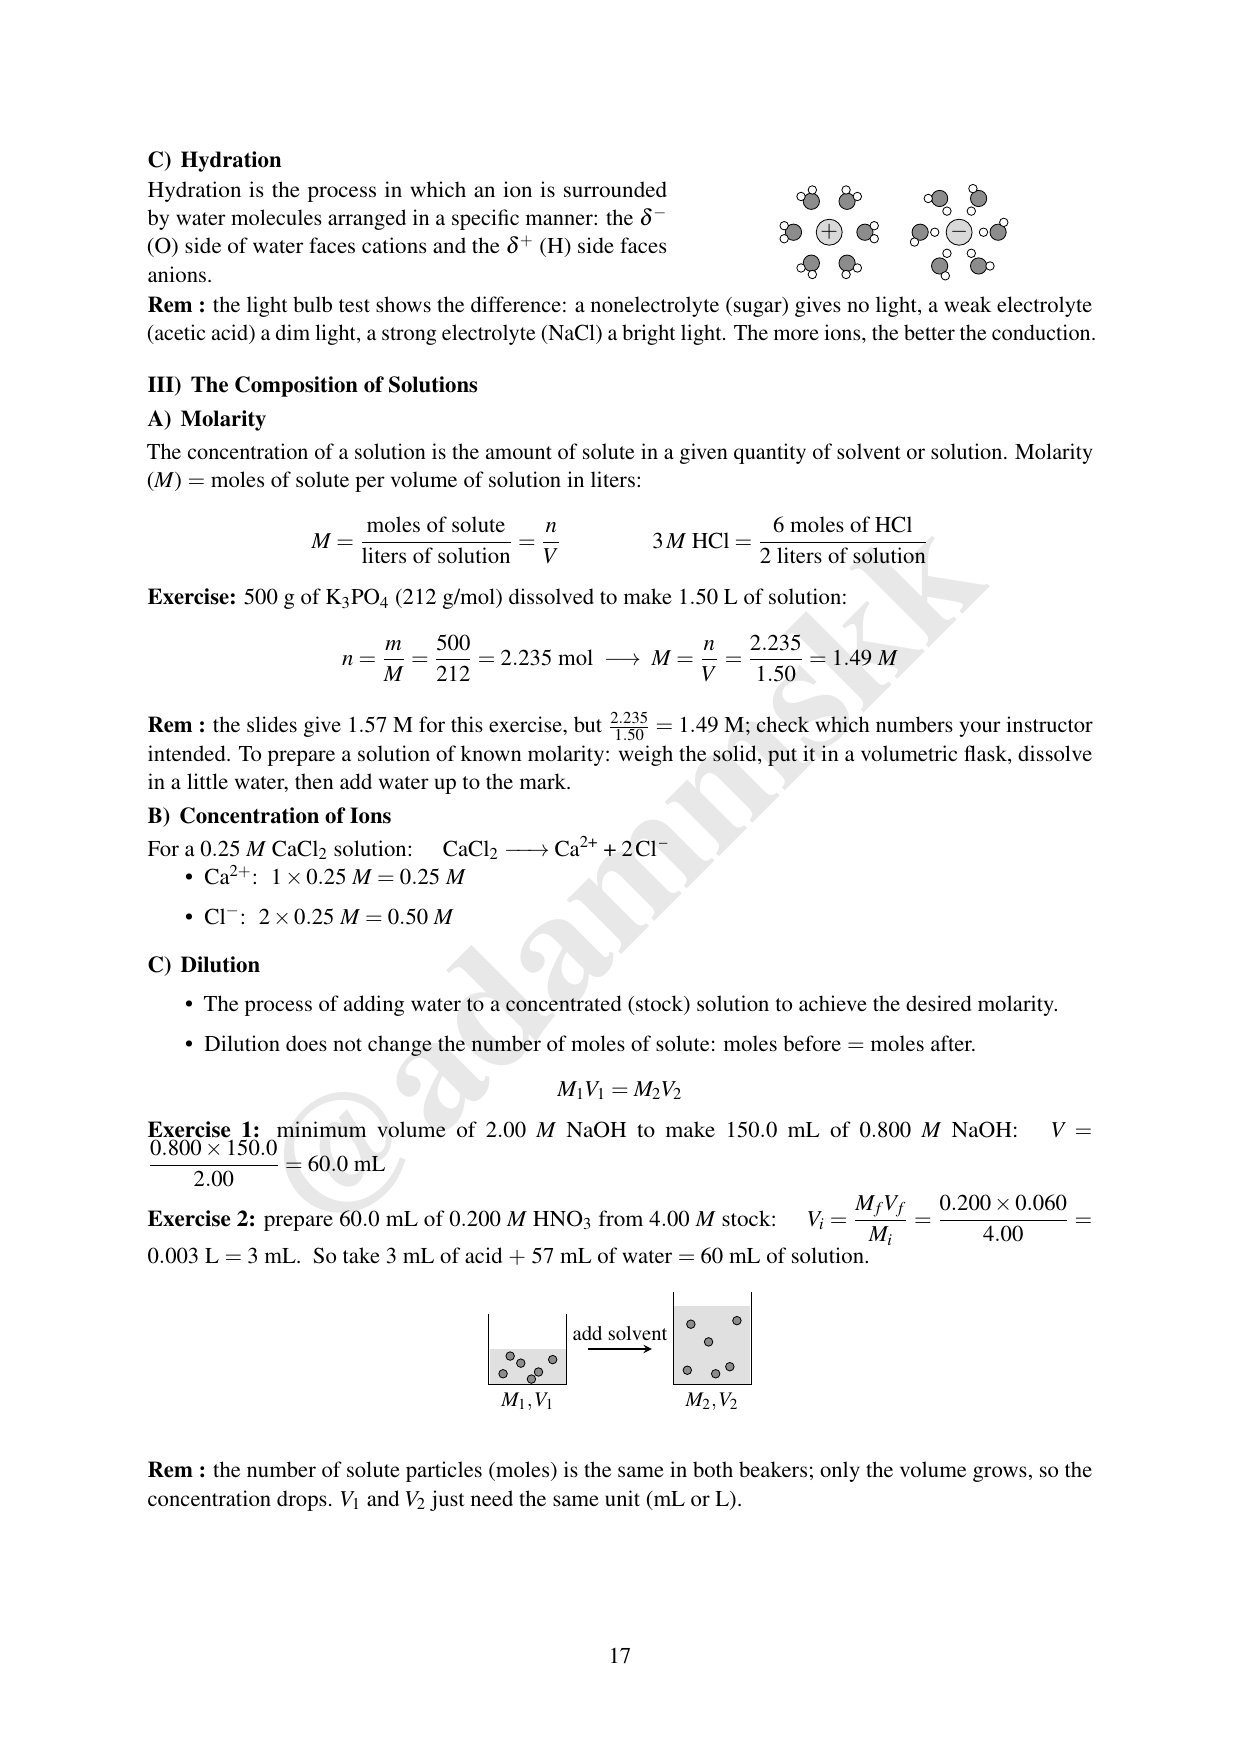 C) Hydration
Hydration is the process in which an ion is surrounded
by water molecules arranged in a specific manner: the δ⁻
(O) side of water faces cations and the δ⁺ (H) side faces
anions.
+ −
Rem : the light bulb test shows the difference: a nonelectrolyte (sugar) gives no light, a weak electrolyte
(acetic acid) a dim light, a strong electrolyte (NaCl) a bright light. The more ions, the better the conduction.
III) The Composition of Solutions
A) Molarity
The concentration of a solution is the amount of solute in a given quantity of solvent or solution. Molarity
(M) = moles of solute per volume of solution in liters:
M = moles of solute / liters of solution = n / V    3 M HCl = 6 moles of HCl / 2 liters of solution
Exercise: 500 g of K₃PO₄ (212 g/mol) dissolved to make 1.50 L of solution:
n = m / M = 500 / 212 = 2.235 mol ⟶ M = n / V = 2.235 / 1.50 = 1.49 M
Rem : the slides give 1.57 M for this exercise, but 2.235 / 1.50 = 1.49 M; check which numbers your instructor
intended. To prepare a solution of known molarity: weigh the solid, put it in a volumetric flask, dissolve
in a little water, then add water up to the mark.
B) Concentration of Ions
For a 0.25 M CaCl₂ solution: CaCl₂ ⟶ Ca²⁺ + 2 Cl⁻
• Ca²⁺: 1 × 0.25 M = 0.25 M
• Cl⁻: 2 × 0.25 M = 0.50 M
C) Dilution
• The process of adding water to a concentrated (stock) solution to achieve the desired molarity.
• Dilution does not change the number of moles of solute: moles before = moles after.
M₁V₁ = M₂V₂
Exercise 1: minimum volume of 2.00 M NaOH to make 150.0 mL of 0.800 M NaOH: V =
0.800 × 150.0 / 2.00 = 60.0 mL
Exercise 2: prepare 60.0 mL of 0.200 M HNO₃ from 4.00 M stock: Vᵢ = M_f V_f / Mᵢ = 0.200 × 0.060 / 4.00 =
0.003 L = 3 mL. So take 3 mL of acid + 57 mL of water = 60 mL of solution.
add solvent
M₁,V₁ M₂,V₂
Rem : the number of solute particles (moles) is the same in both beakers; only the volume grows, so the
concentration drops. V₁ and V₂ just need the same unit (mL or L).
17
@adammskk